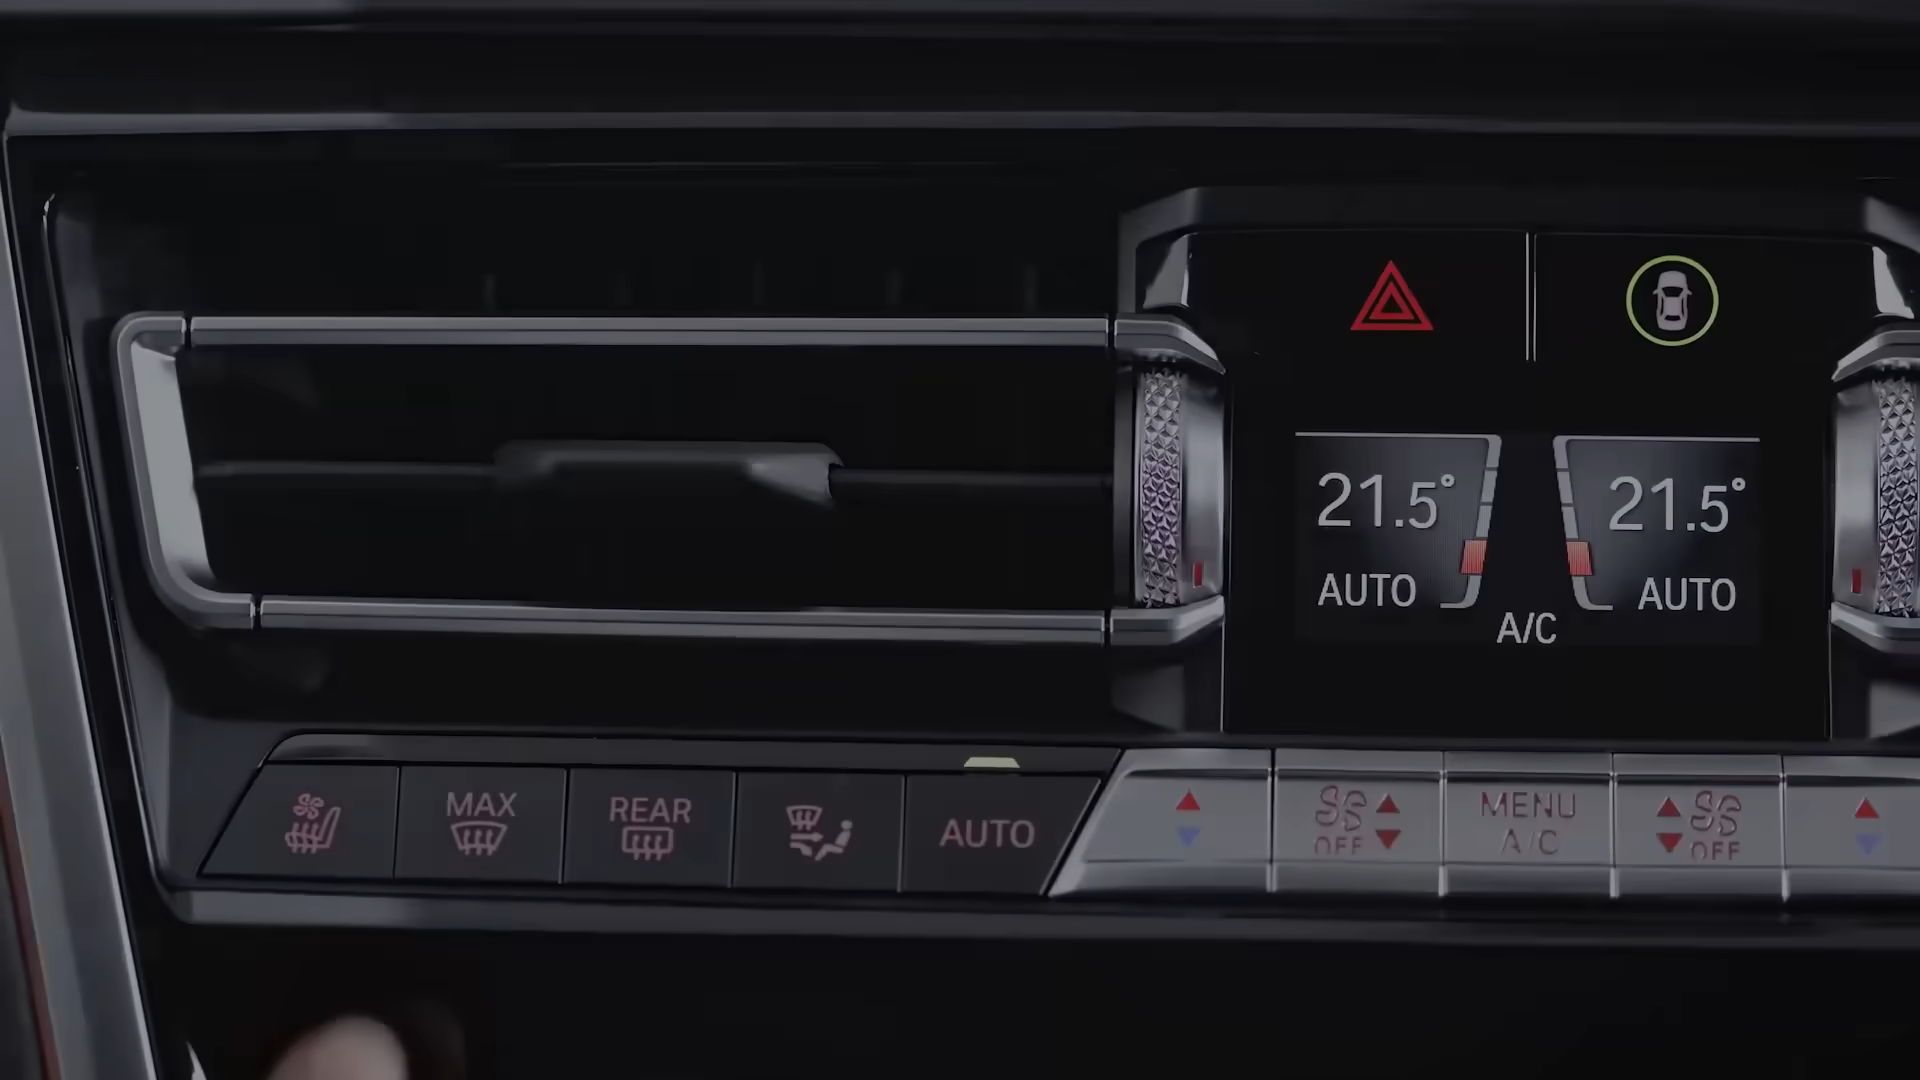 21.5°
21.5°
AUTO
AUTO
A/C
MAX
REAR
AUTO
OFF
MENU
A/C
OFF